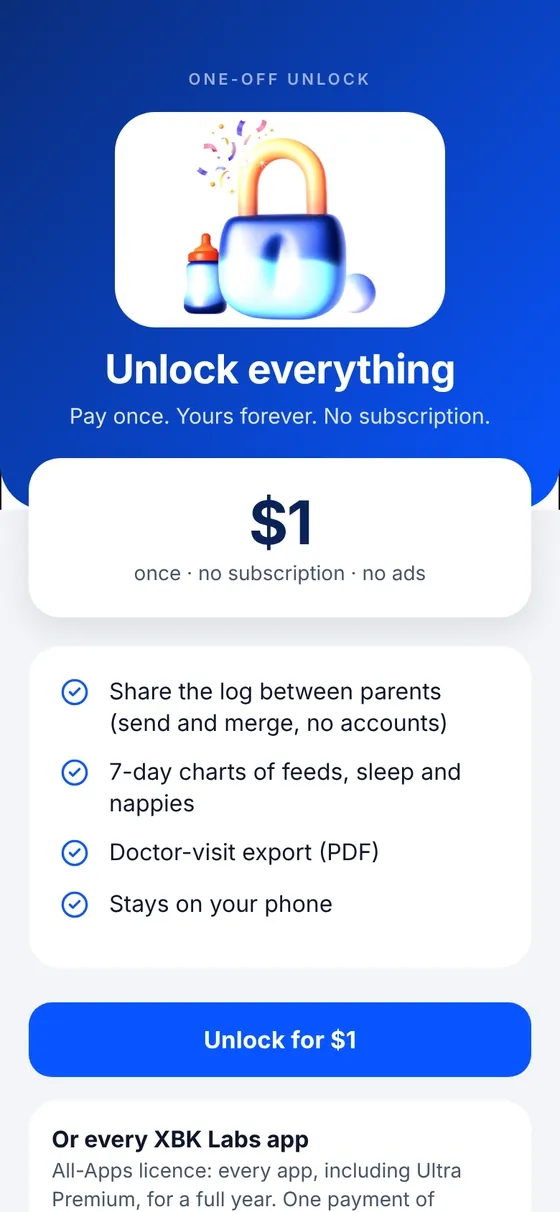 ONE-OFF UNLOCK
Unlock everything
Pay once. Yours forever. No subscription.
$1
once · no subscription · no ads
Share the log between parents
(send and merge, no accounts)
7-day charts of feeds, sleep and
nappies
Doctor-visit export (PDF)
Stays on your phone
Unlock for $1
Or every XBK Labs app
All-Apps licence: every app, including Ultra
Premium, for a full year. One payment of